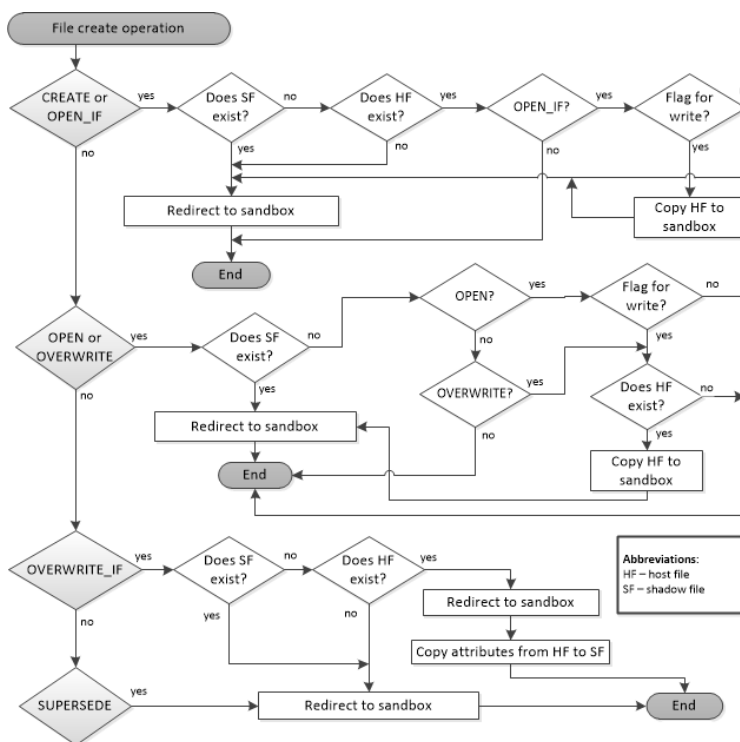 File create operation
CREATE or
OPEN_IF
yes
Does SF
exist?
no
Does HF
exist?
yes
OPEN_IF?
yes
Flag for
write?
no
yes
no
no
yes
Redirect to sandbox
Copy HF to
sandbox
End
OPEN or
OVERWRITE
yes
Does SF
exist?
no
OPEN?
yes
Flag for
write?
no
no
yes
yes
OVERWRITE?
yes
Does HF
exist?
no
no
Redirect to sandbox
no
yes
Copy HF to
sandbox
End
OVERWRITE_IF
yes
Does SF
exist?
no
Does HF
exist?
yes
Abbreviations:
HF – host file
SF – shadow file
Redirect to sandbox
no
yes
no
Copy attributes from HF to SF
SUPERSEDE
yes
Redirect to sandbox
End